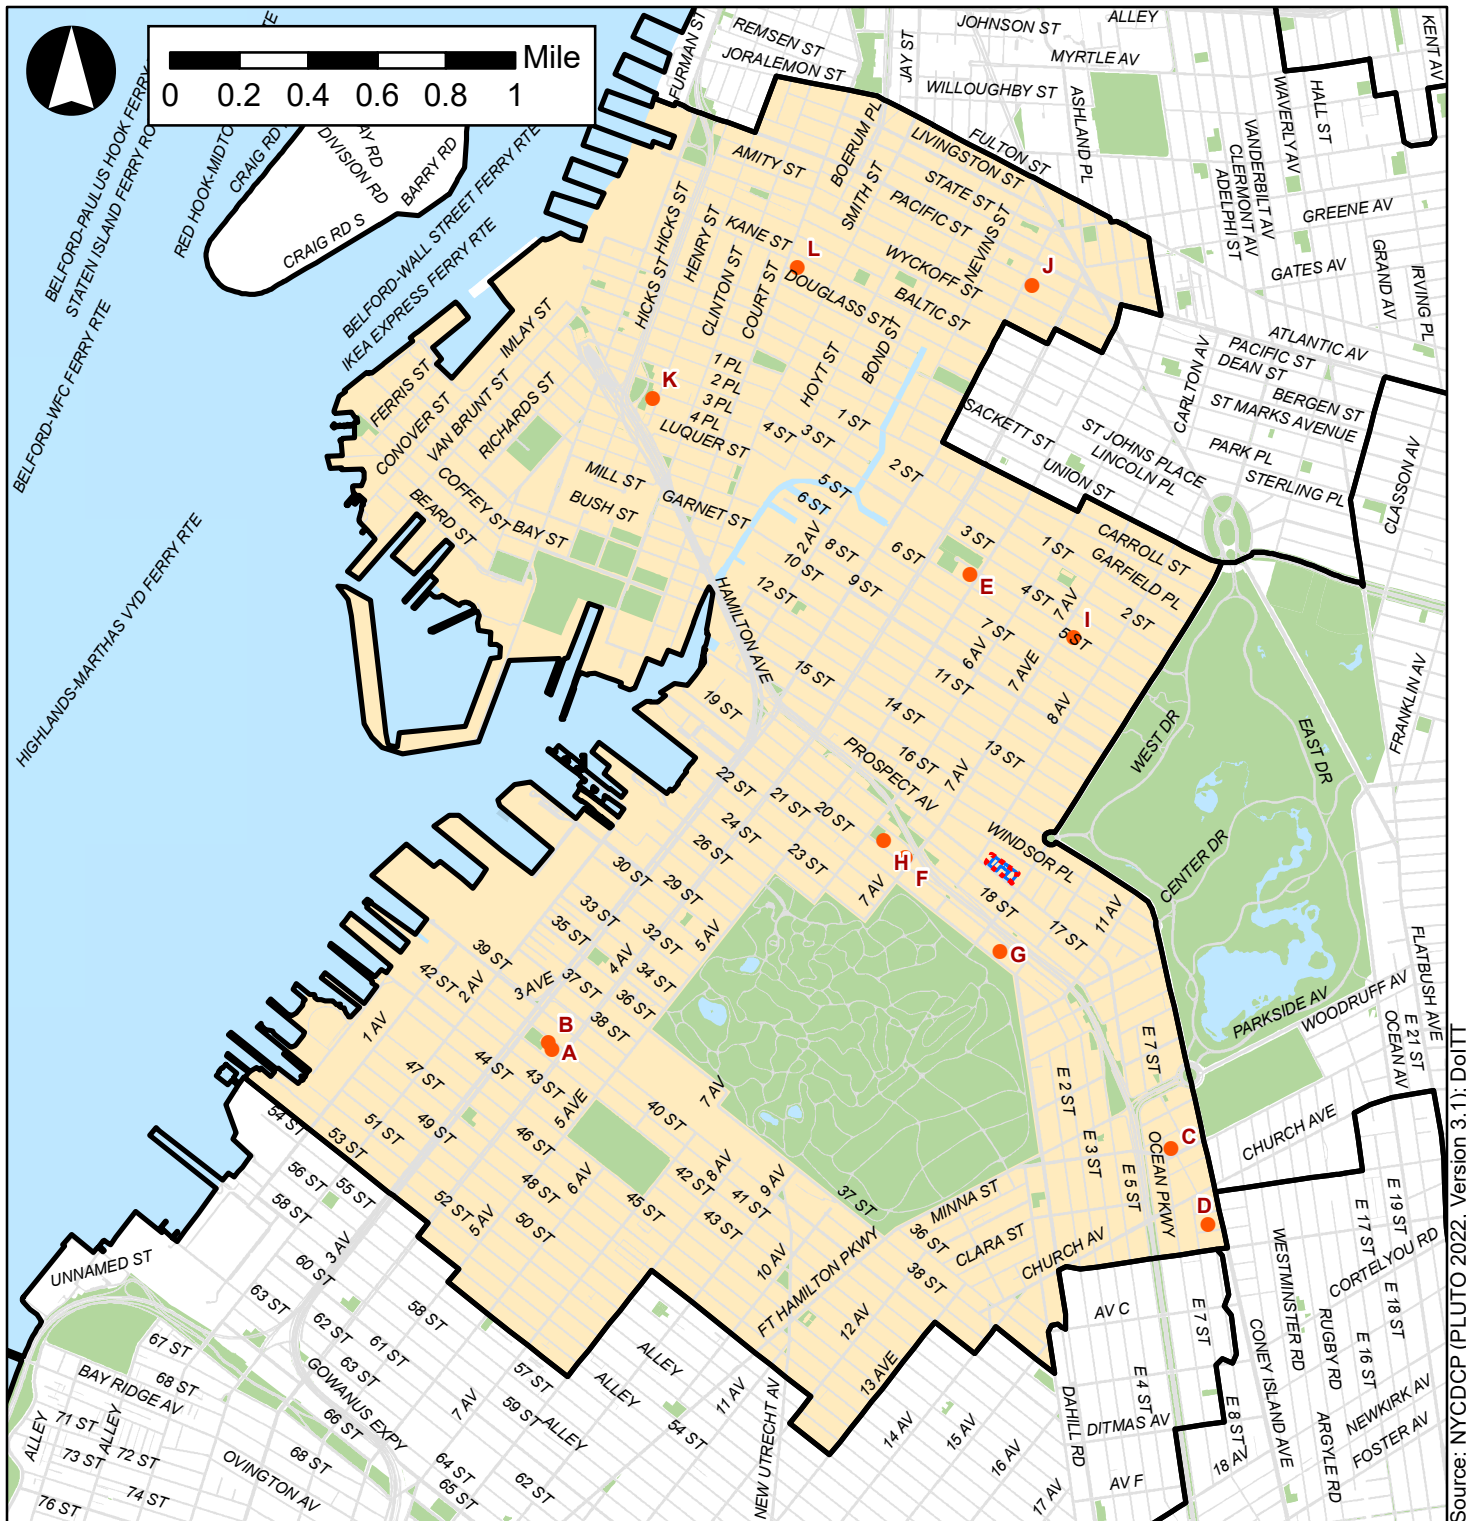 Mile
0 0.2 0.4 0.6 0.8 1
BELFORD-PAULUS HOOK FERRY
STATEN ISLAND FERRY RO
RED HOOK-MIDTO
TE
CRAIG RD
DIVISION RD
AY RD
BARRY RD
CRAIG RD S
BELFORD-WALL STREET FERRY RTE
IKEA EXPRESS FERRY RTE
BELFORD-WFC FERRY RTE
HIGHLANDS-MARTHAS VYD FERRY RTE
FURMAN ST
REMSEN ST
JORALEMON ST
JAY ST
JOHNSON ST
ALLEY
MYRTLE AV
WILLOUGHBY ST
ASHLAND PL
KENT AV
HALL ST
WAVERLY AV
VANDERBILT AV
CLERMONT AV
ADELPHI ST
GREENE AV
GATES AV
GRAND AV
IRVING PL
FULTON ST
LIVINGSTON ST
STATE ST
PACIFIC ST
BOERUM PL
SMITH ST
AMITY ST
HICKS ST
HICKS ST
HENRY ST
KANE ST
CLINTON ST
COURT ST
L
DOUGLASS ST
WYCKOFF ST
BALTIC ST
NEVINS ST
J
BOND ST
HOYT ST
IMLAY ST
FERRIS ST
CONOVER ST
VAN BRUNT ST
RICHARDS ST
K
1 PL
2 PL
3 PL
4 PL
LUQUER ST
4 ST
3 ST
1 ST
2 ST
COFFEY ST
BEARD ST
BAY ST
MILL ST
BUSH ST
GARNET ST
5 ST
6 ST
2 AV
8 ST
10 ST
9 ST
12 ST
6 ST
3 ST
E
ATLANTIC AV
PACIFIC ST
DEAN ST
BERGEN ST
ST MARKS AVENUE
CARLTON AV
PARK PL
STERLING PL
ST JOHNS PLACE
LINCOLN PL
SACKETT ST
UNION ST
CLASSON AV
CARROLL ST
GARFIELD PL
1 ST
2 ST
4 ST
7 AV
I
5 ST
7 ST
6 AV
7 AVE
11 ST
8 AV
HAMILTON AVE
15 ST
14 ST
19 ST
16 ST
13 ST
PROSPECT AV
7 AV
WEST DR
EAST DR
CENTER DR
FRANKLIN AV
22 ST
21 ST
20 ST
24 ST
26 ST
23 ST
H
F
7 AV
WINDSOR PL
18 ST
17 ST
11 AV
G
30 ST
29 ST
33 ST
35 ST
32 ST
5 AV
4 AV
34 ST
39 ST
42 ST
2 AV
3 AVE
37 ST
36 ST
38 ST
1 AV
B
A
44 ST
43 ST
5 AVE
47 ST
49 ST
51 ST
46 ST
48 ST
6 AV
40 ST
7 AV
42 ST
8 AV
41 ST
9 AV
43 ST
45 ST
50 ST
52 ST
5 AV
53 ST
54 ST
37 ST
MINNA ST
36 ST
CLARA ST
CHURCH AV
38 ST
10 AV
FT HAMILTON PKWY
12 AV
13 AVE
E 2 ST
E 3 ST
E 5 ST
E 7 ST
OCEAN PKWY
C
D
PARKSIDE AV
WOODRUFF AV
FLATBUSH AVE
E 21 ST
OCEAN AV
CHURCH AVE
E 19 ST
E 17 ST
CORTELYOU RD
E 18 ST
WESTMINSTER RD
RUGBY RD
E 16 ST
CONEY ISLAND AVE
ARGYLE RD
NEWKIRK AV
FOSTER AV
AV C
E 7 ST
E 4 ST
DITMAS AV
E 8 ST
18 AV
AV F
DAHILL RD
14 AV
15 AV
16 AV
17 AV
UNNAMED ST
56 ST
55 ST
58 ST
3 AV
60 ST
63 ST
62 ST
58 ST
61 ST
63 ST
GOWANUS EXPY
67 ST
68 ST
BAY RIDGE AV
66 ST
71 ST
ALLEY
ALLEY
73 ST
72 ST
74 ST
76 ST
OVINGTON AV
68 ST
7 AV
57 ST
59 ST
ALLEY
ALLEY
ALLEY
54 ST
11 AV
64 ST
65 ST
62 ST
NEW UTRECHT AV
Source: NYCDCP (PLUTO 2022, Version 3.1); DoITT